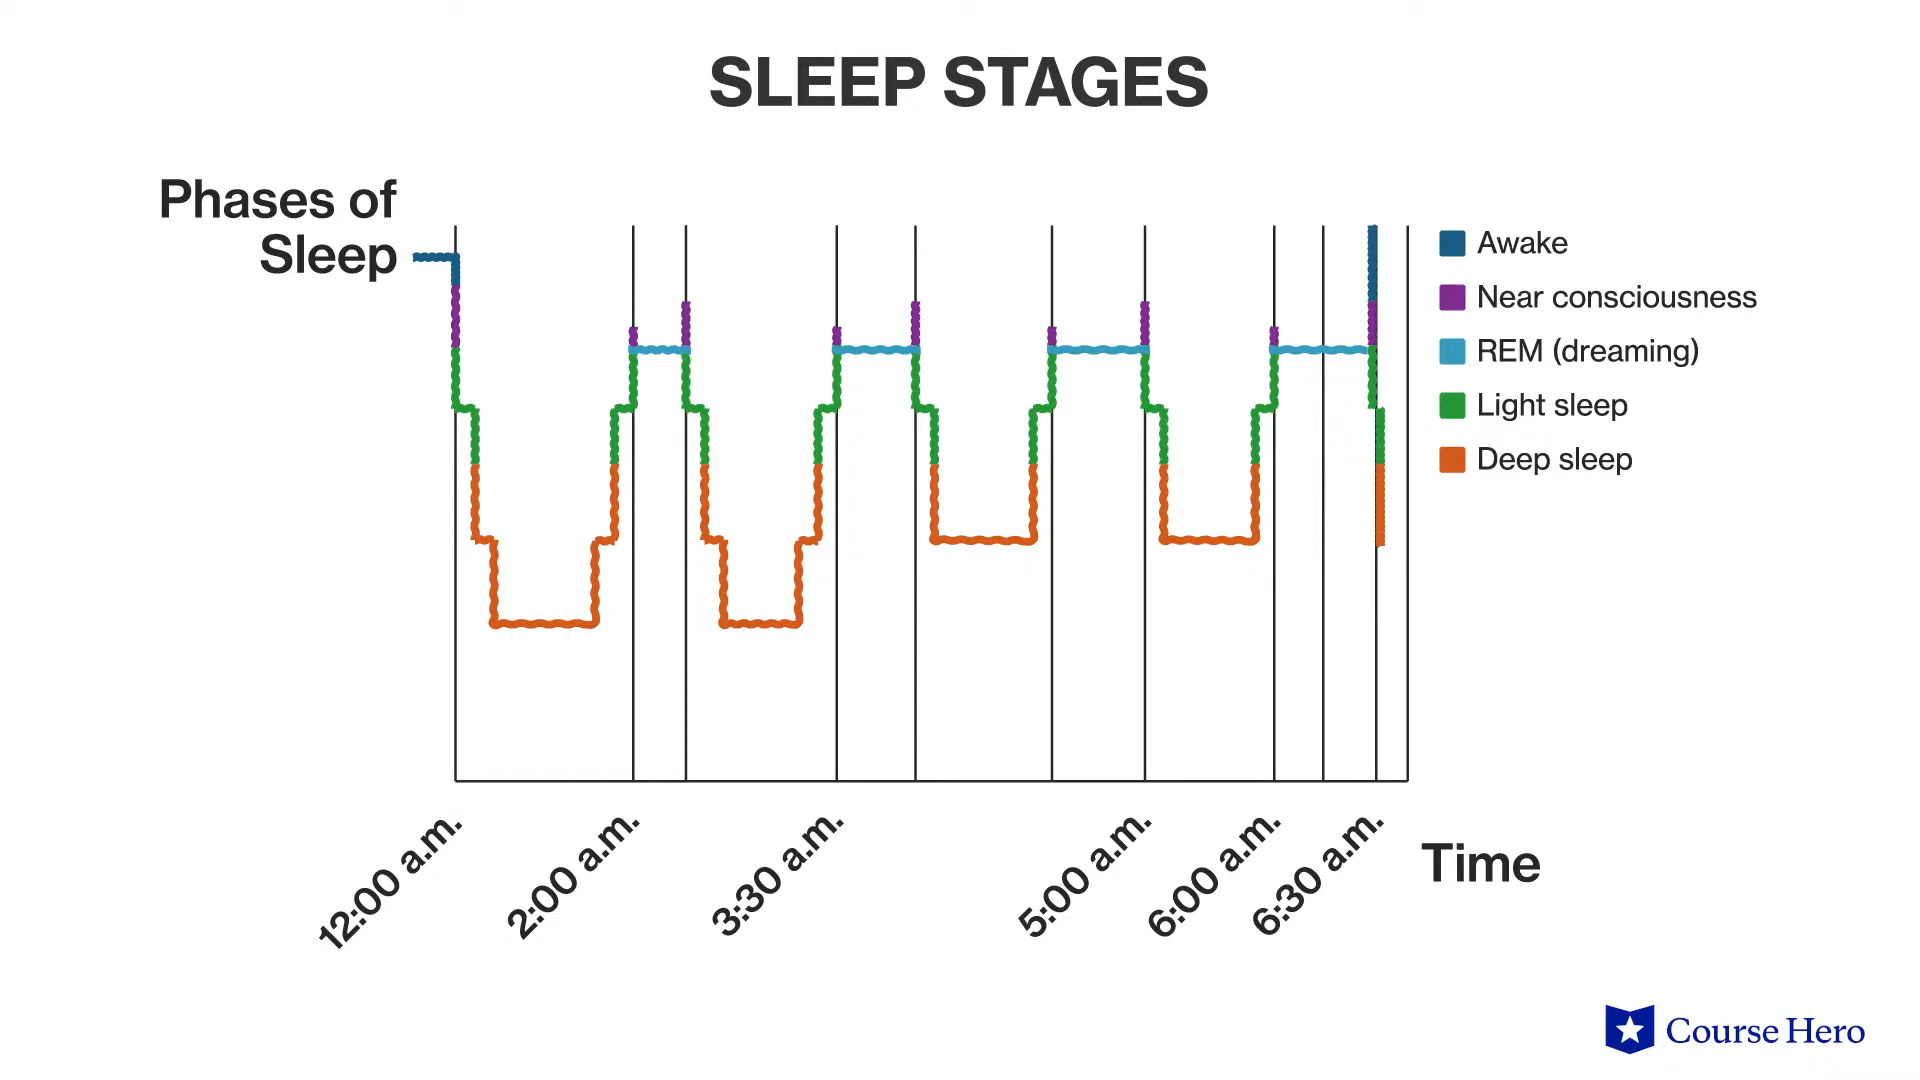 SLEEP STAGES
Phases of
Sleep
Awake
Near consciousness
REM (dreaming)
Light sleep
Deep sleep
12:00 a.m.
2:00 a.m.
3:30 a.m.
5:00 a.m.
6:00 a.m.
6:30 a.m.
Time
Course Hero